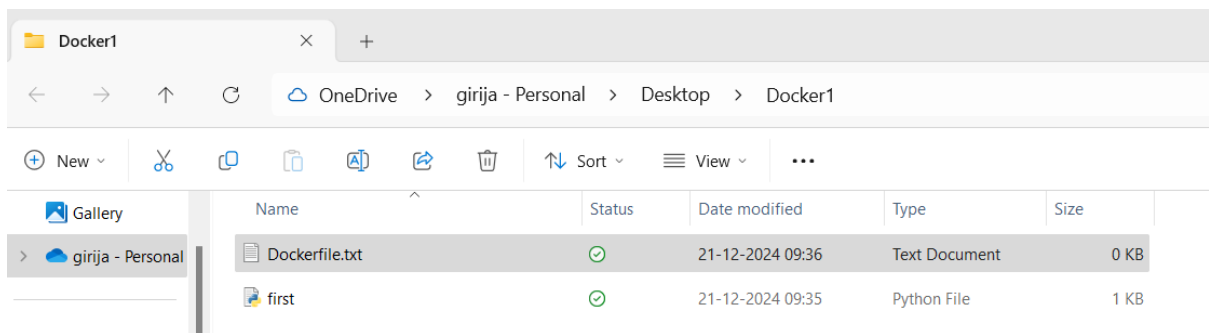 Docker1
OneDrive > girija - Personal > Desktop > Docker1
New Sort View
Gallery
girija - Personal
Name Status Date modified Type Size
Dockerfile.txt 21-12-2024 09:36 Text Document 0 KB
first 21-12-2024 09:35 Python File 1 KB